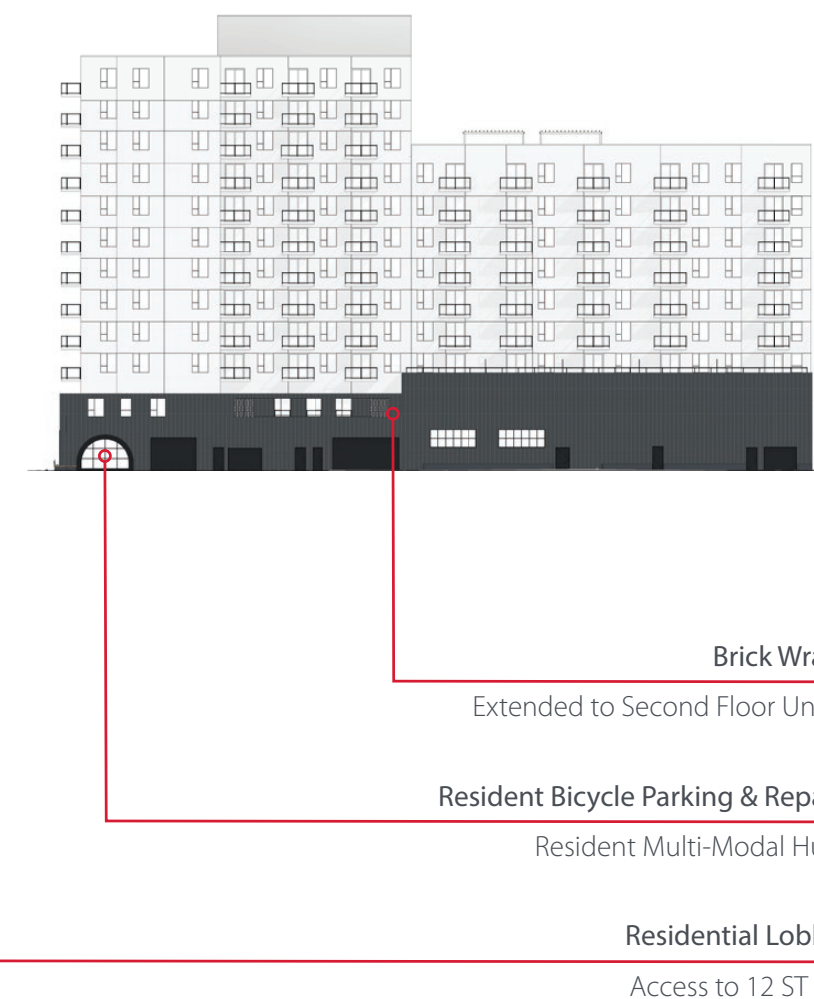 Brick Wra
Extended to Second Floor Un
Resident Bicycle Parking & Repa
Resident Multi-Modal Hu
Residential Lob
Access to 12 ST